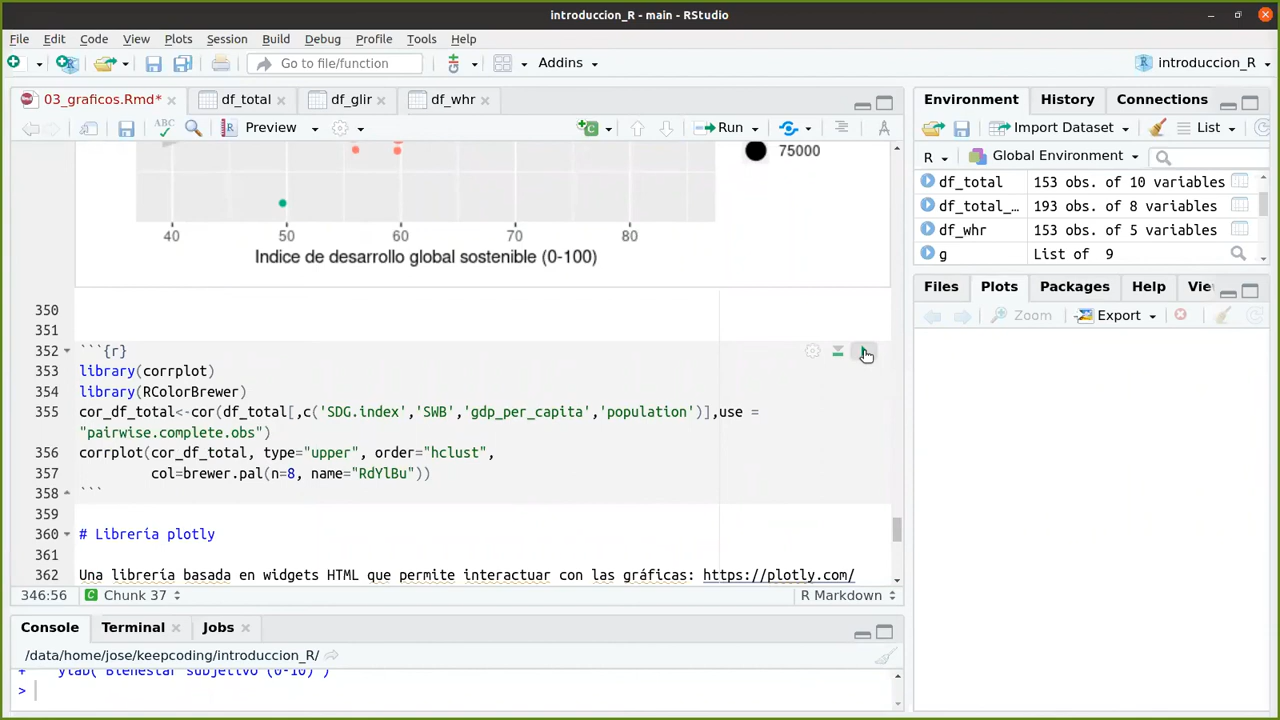 introduccion_R - main - RStudio
File Edit Code View Plots Session Build Debug Profile Tools Help
Go to file/function Addins introduccion_R
03_graficos.Rmd* df_total df_glir df_whr
ABC Preview Run
75000
40 50 60 70 80
Indice de desarrollo global sostenible (0-100)
350
351
352 ```{r}
353 library(corrplot)
354 library(RColorBrewer)
355 cor_df_total<-cor(df_total[,c('SDG.index','SWB','gdp_per_capita','population')],use =
"pairwise.complete.obs")
356 corrplot(cor_df_total, type="upper", order="hclust",
357 col=brewer.pal(n=8, name="RdYlBu"))
358 ```
359
360 # Librería plotly
361
362 Una librería basada en widgets HTML que permite interactuar con las gráficas: https://plotly.com/
346:56 C Chunk 37 R Markdown
Console Terminal Jobs
/data/home/jose/keepcoding/introduccion_R/
+ ylab('Bienestar subjetivo (0-10)')
>
Environment History Connections
Import Dataset List
R Global Environment
df_total 153 obs. of 10 variables
df_total_… 193 obs. of 8 variables
df_whr 153 obs. of 5 variables
g List of 9
Files Plots Packages Help
Zoom Export